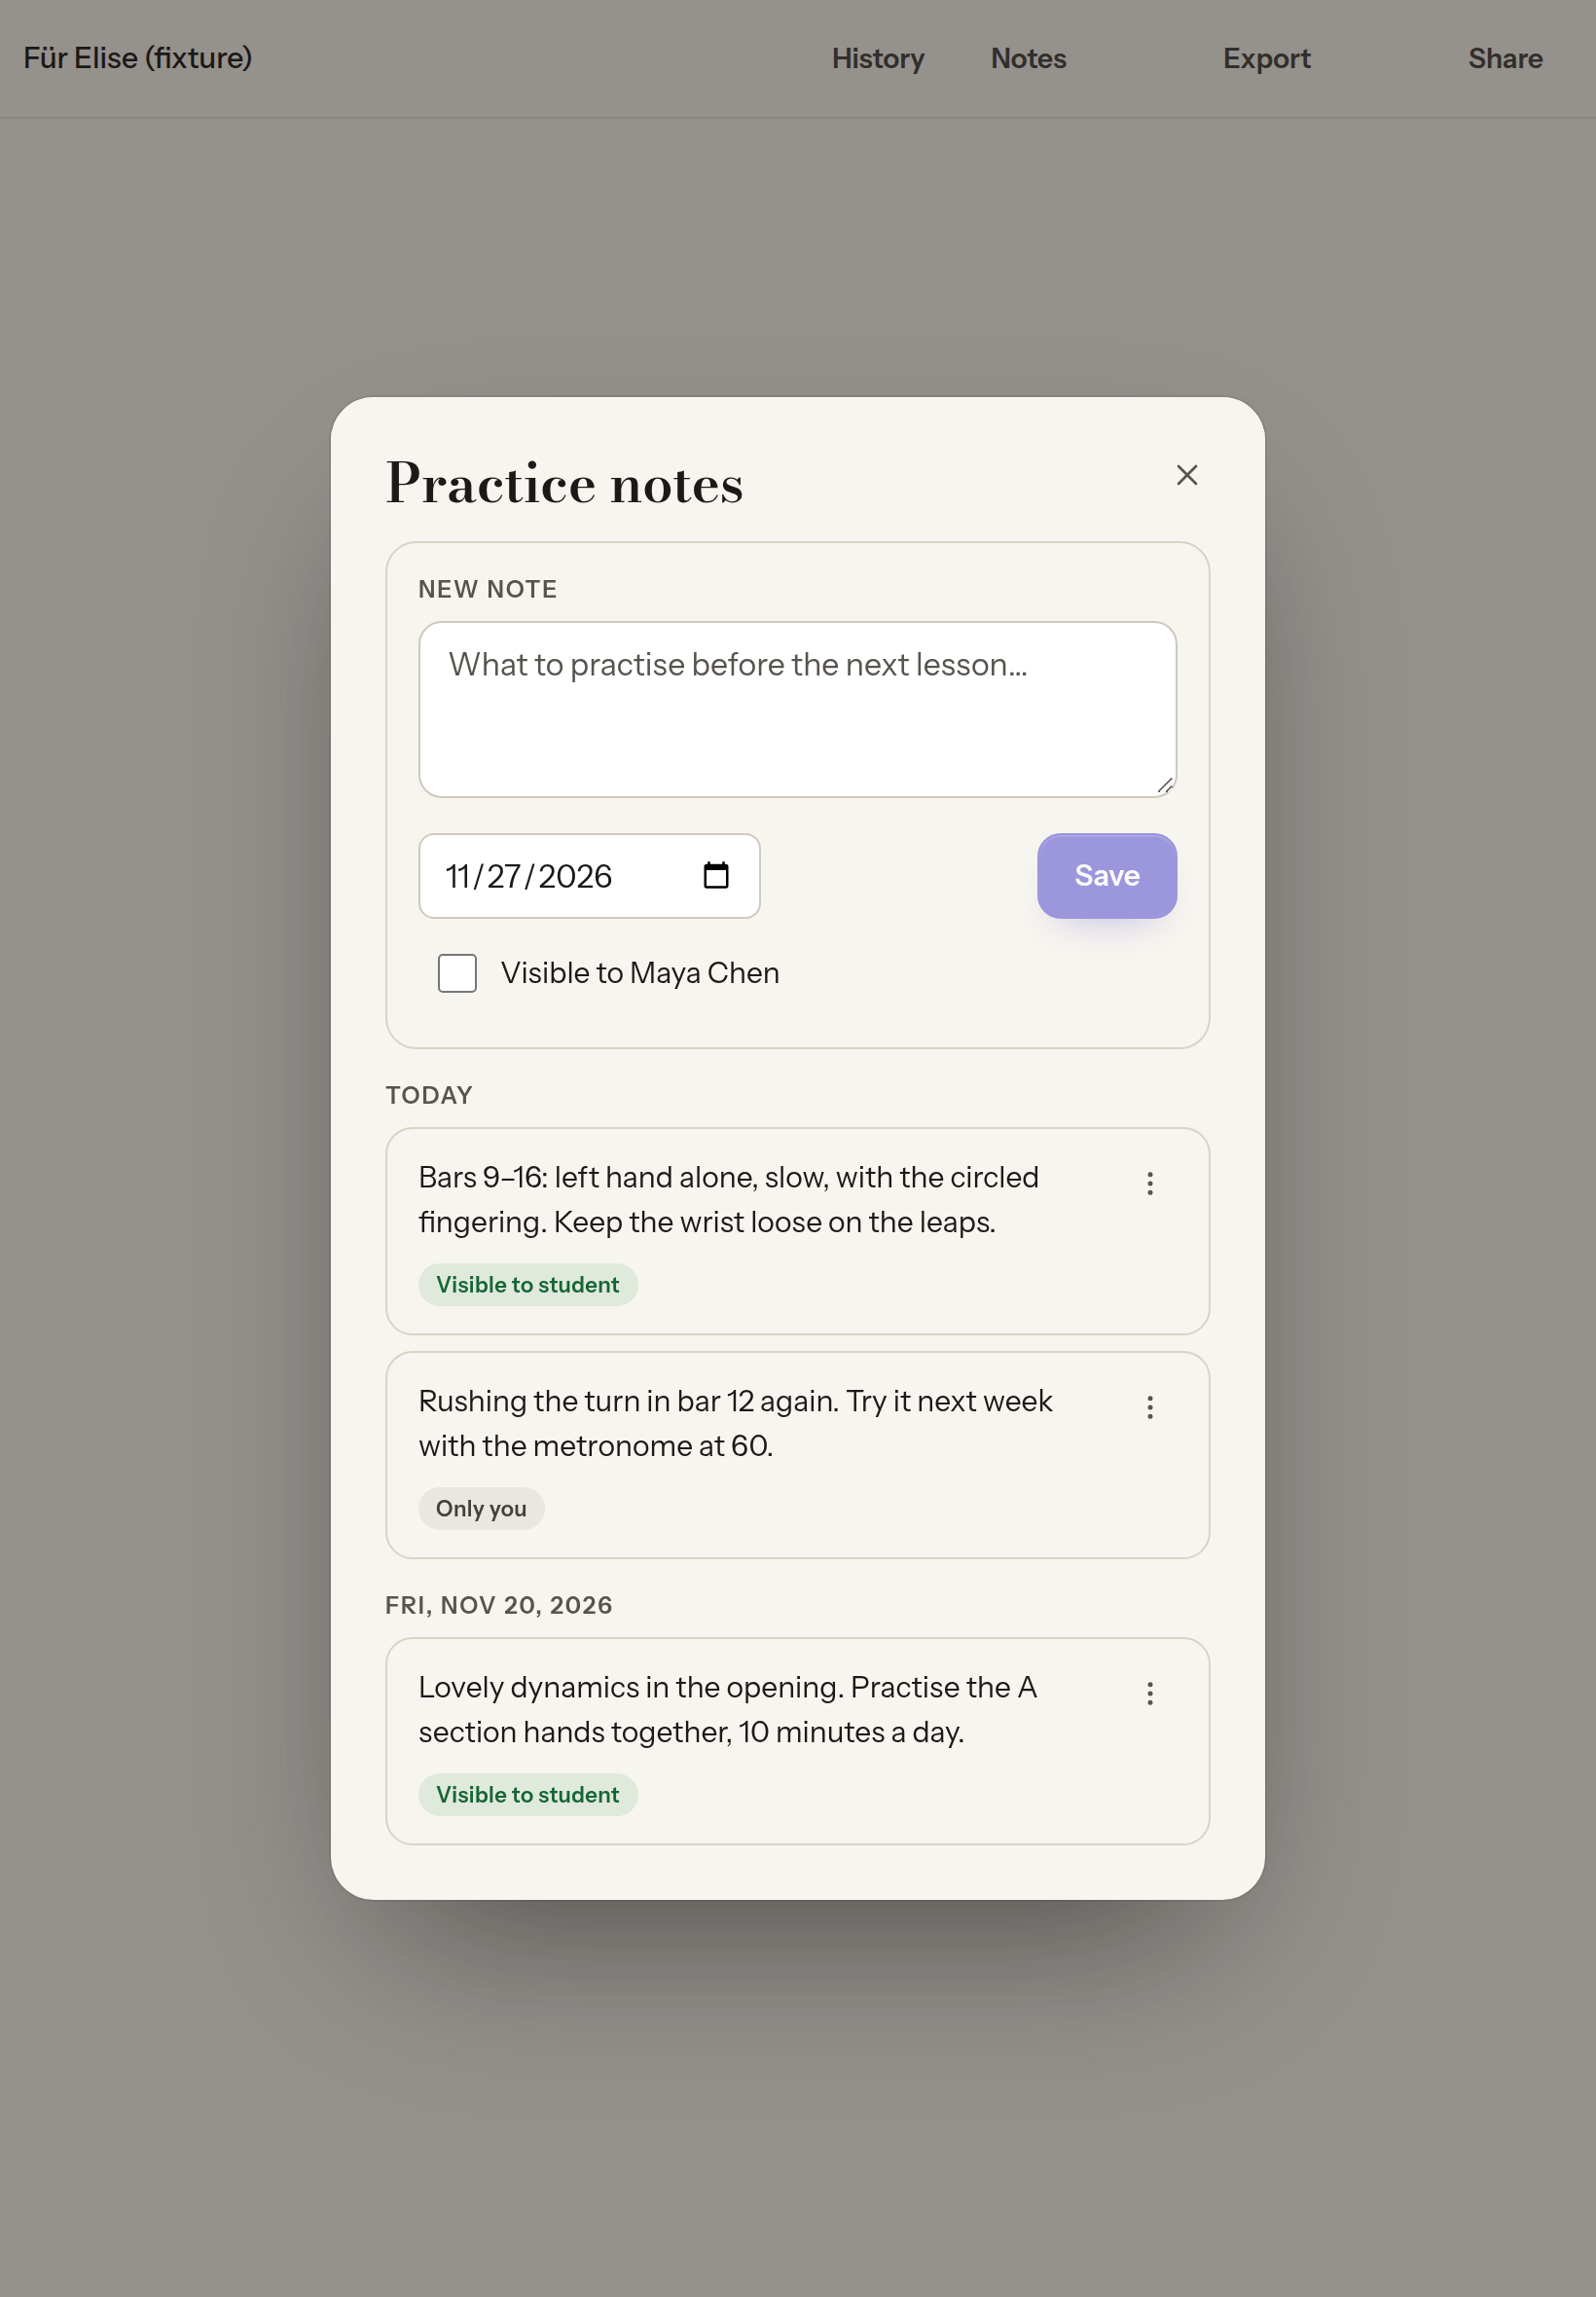 Für Elise (fixture)
History
Notes
Export
Share
Practice notes
NEW NOTE
What to practise before the next lesson...
11/27/2026
Save
Visible to Maya Chen
TODAY
Bars 9–16: left hand alone, slow, with the circled
fingering. Keep the wrist loose on the leaps.
Visible to student
Rushing the turn in bar 12 again. Try it next week
with the metronome at 60.
Only you
FRI, NOV 20, 2026
Lovely dynamics in the opening. Practise the A
section hands together, 10 minutes a day.
Visible to student